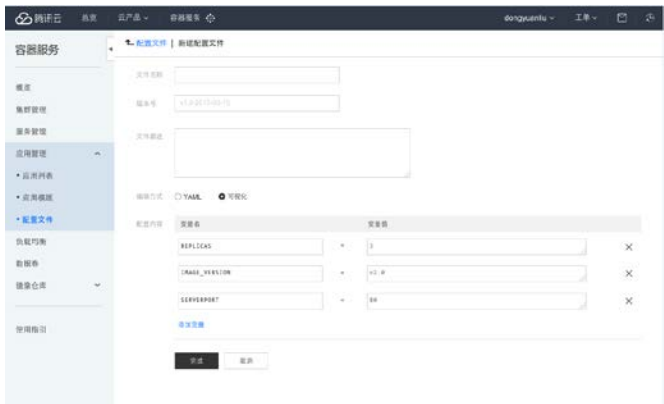 腾讯云 总览 云产品 容器服务 dongyuanliu 工单
容器服务
配置文件 | 新建配置文件
概览
集群管理
服务管理
应用管理
• 应用列表
• 应用模板
• 配置文件
负载均衡
数据卷
镜像仓库
使用指引
文件名称
版本号
文件描述
编辑方式 YAML 可视化
配置内容 变量名 变量值
REPLICAS = 3
IMAGE_VERSION = v1.0
SERVERPORT = 80
添加变量
完成 取消